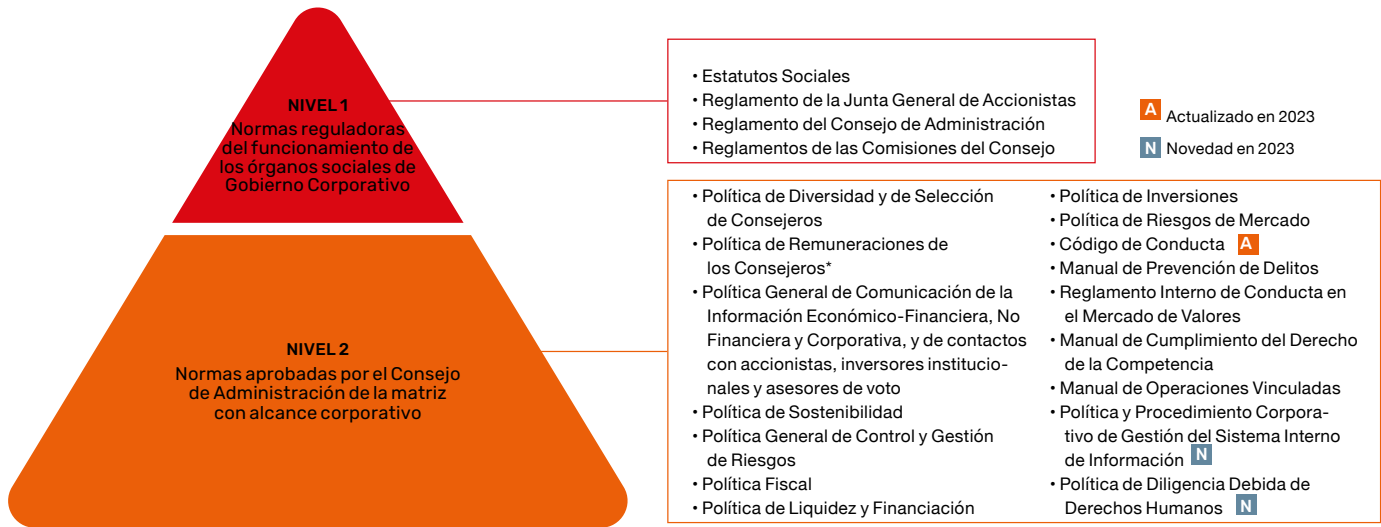 NIVEL 1
Normas reguladoras
del funcionamiento de
los órganos sociales de
Gobierno Corporativo
• Estatutos Sociales
• Reglamento de la Junta General de Accionistas
• Reglamento del Consejo de Administración
• Reglamentos de las Comisiones del Consejo
A Actualizado en 2023
N Novedad en 2023
NIVEL 2
Normas aprobadas por el Consejo
de Administración de la matriz
con alcance corporativo
• Política de Diversidad y de Selección
de Consejeros
• Política de Remuneraciones de
los Consejeros*
• Política General de Comunicación de la
Información Económico-Financiera, No
Financiera y Corporativa, y de contactos
con accionistas, inversores institucio-
nales y asesores de voto
• Política de Sostenibilidad
• Política General de Control y Gestión
de Riesgos
• Política Fiscal
• Política de Liquidez y Financiación
• Política de Inversiones
• Política de Riesgos de Mercado
• Código de Conducta A
• Manual de Prevención de Delitos
• Reglamento Interno de Conducta en
el Mercado de Valores
• Manual de Cumplimiento del Derecho
de la Competencia
• Manual de Operaciones Vinculadas
• Política y Procedimiento Corpora-
tivo de Gestión del Sistema Interno
de Información N
• Política de Diligencia Debida de
Derechos Humanos N